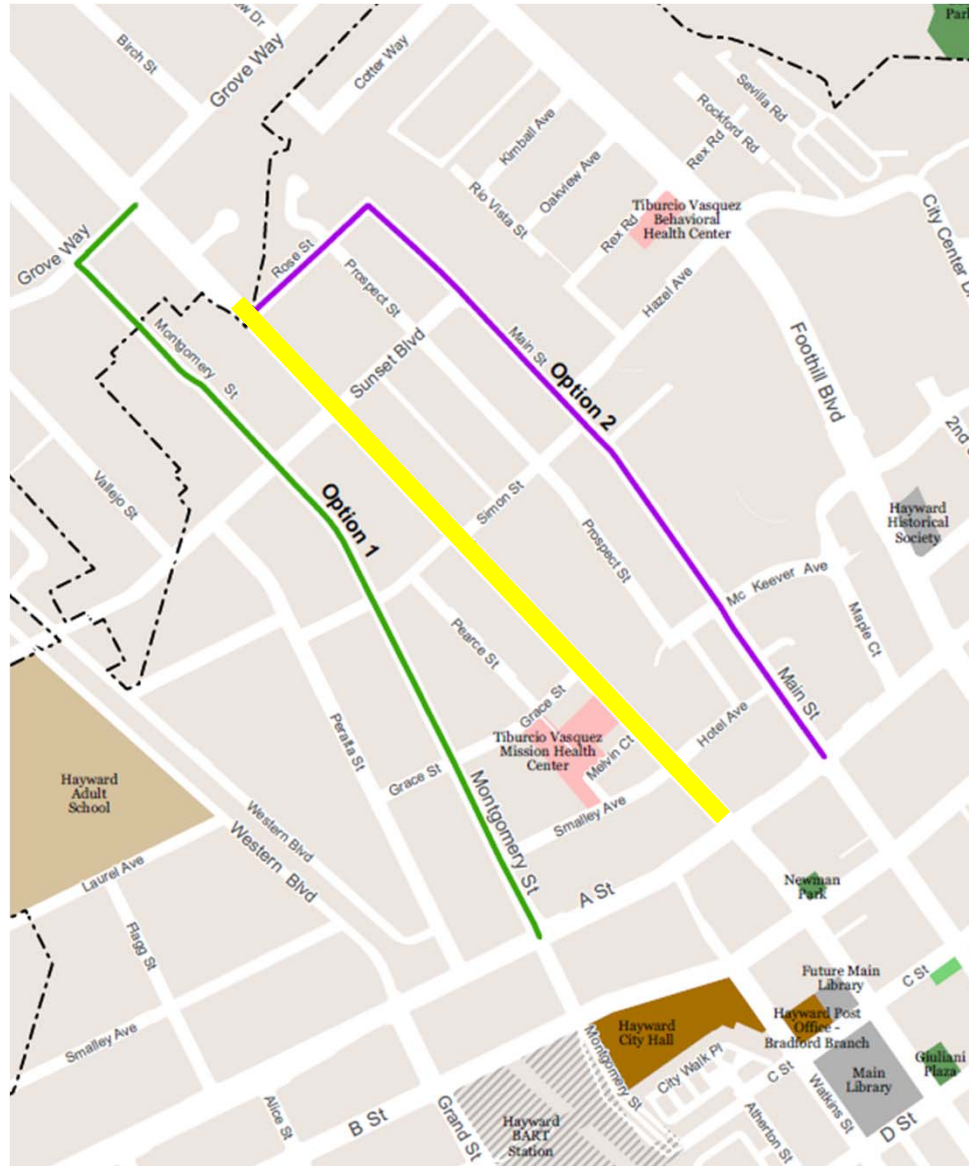 Park
w Dr
Birch St
Grove Way
Cotter Way
Sevilla Rd
Rockford Rd
Rex Rd
Kimball Ave
Oakview Ave
Rio Vista St
Rex Rd
Tiburcio Vasquez
Behavioral
Health Center
City Center D
Grove Way
Rose St
Prospect St
Hazel Ave
Montgomery St
Main St
Sunset Blvd
Option 2
Foothill Blvd
2nd
Vallejo St
Option 1
Simon St
Hayward
Historical
Society
Prospect St
Mc Keever Ave
Maple Ct
Pearce St
Grace St
Main St
Hotel Ave
Tiburcio Vasquez
Mission Health
Center
Melvin Ct
Peralta St
Grace St
Hayward
Adult
School
Montgomery St
Smalley Ave
Western Blvd
Western Blvd
Laurel Ave
A St
Newman
Park
Flagg St
Future Main
Library
C St
Hayward Post
Office -
Bradford Branch
Hayward
City Hall
Smalley Ave
Montgomery St
City Walk Pl
C St
Main
Library
Giuliani
Plaza
Alice St
B St
Grand St
Hayward
BART
Station
Atherton St
Watkins St
D St